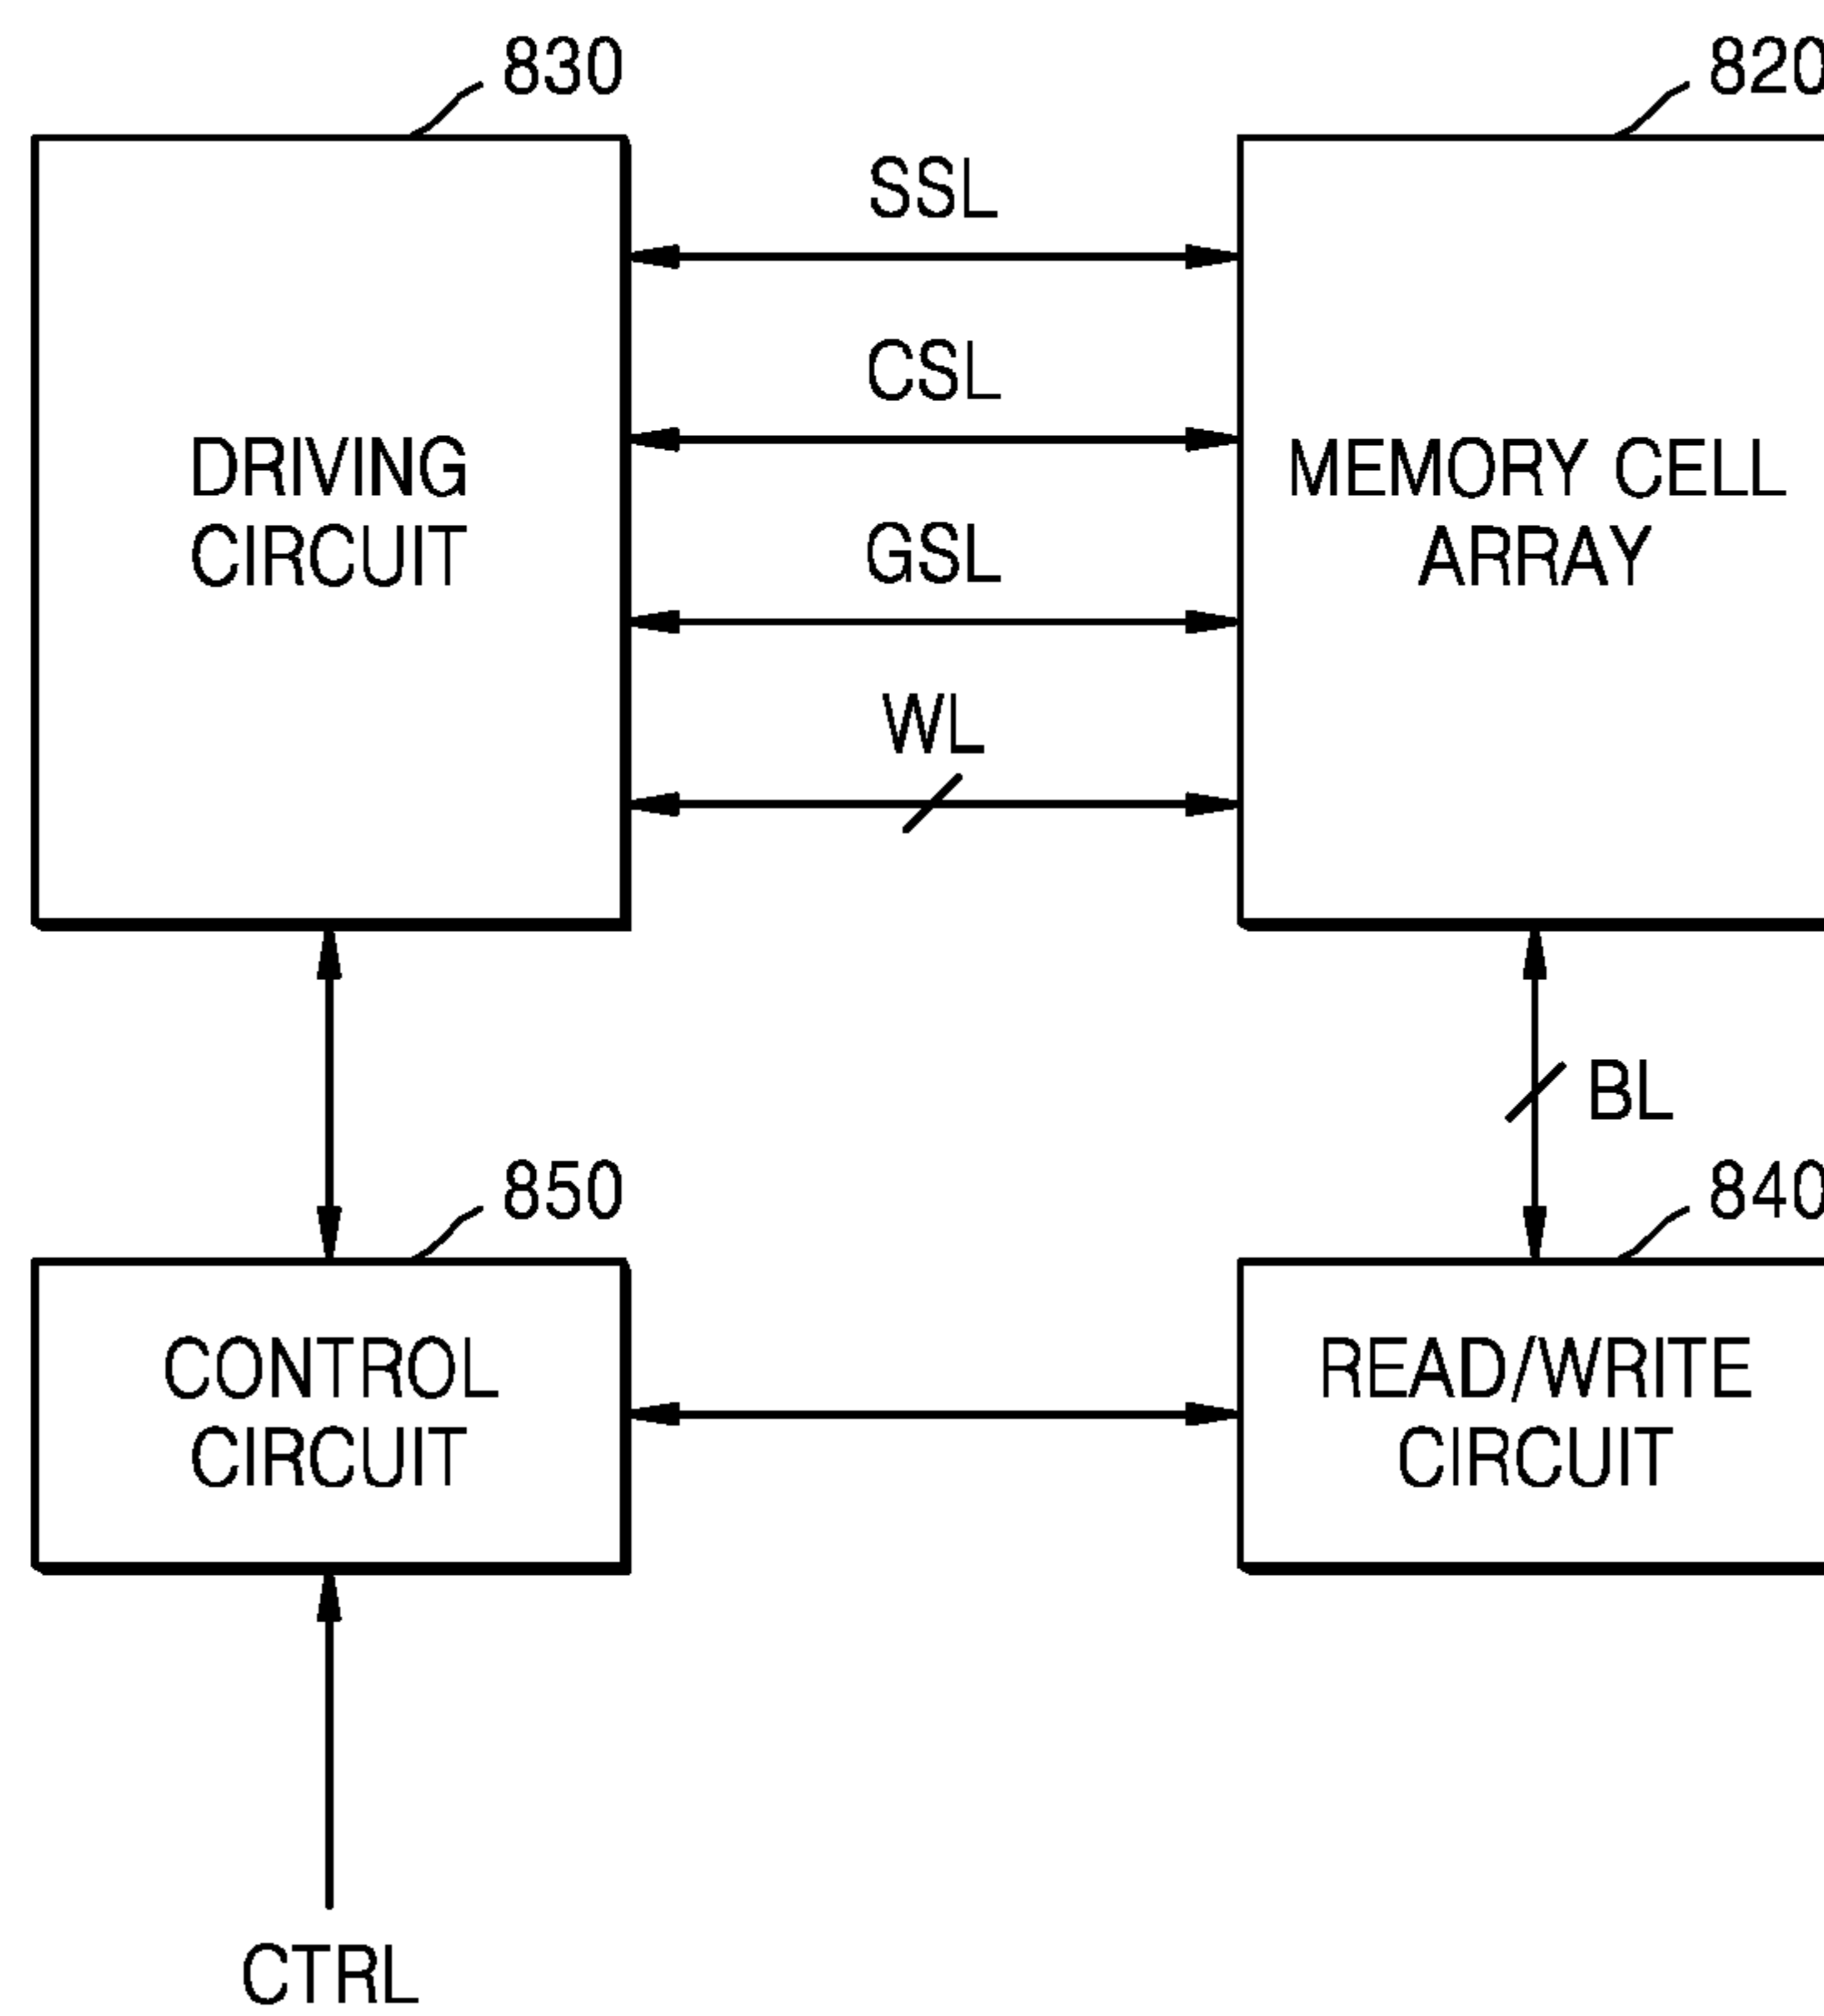 830
820
SSL
CSL
GSL
WL
DRIVING
CIRCUIT
MEMORY CELL
ARRAY
BL
850
840
CONTROL
CIRCUIT
READ/WRITE
CIRCUIT
CTRL